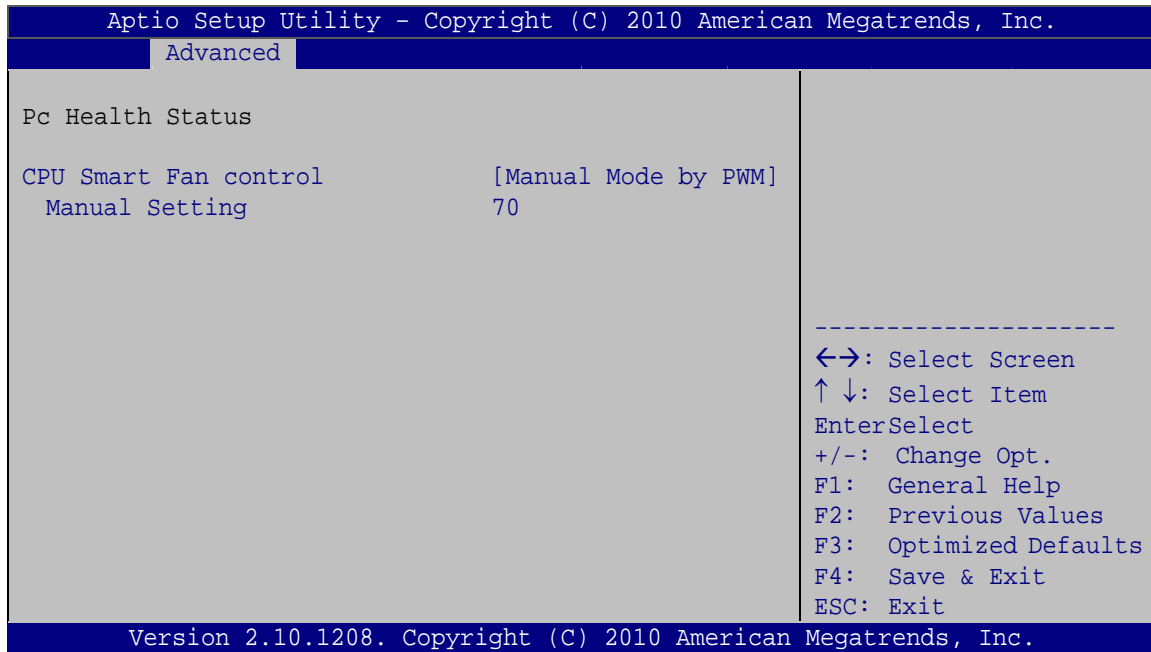 Aptio Setup Utility – Copyright (C) 2010 American Megatrends, Inc.
Advanced
Pc Health Status
CPU Smart Fan control [Manual Mode by PWM]
Manual Setting 70
---------------------
←→: Select Screen
↑ ↓: Select Item
EnterSelect
+/-: Change Opt.
F1: General Help
F2: Previous Values
F3: Optimized Defaults
F4: Save & Exit
ESC: Exit
Version 2.10.1208. Copyright (C) 2010 American Megatrends, Inc.